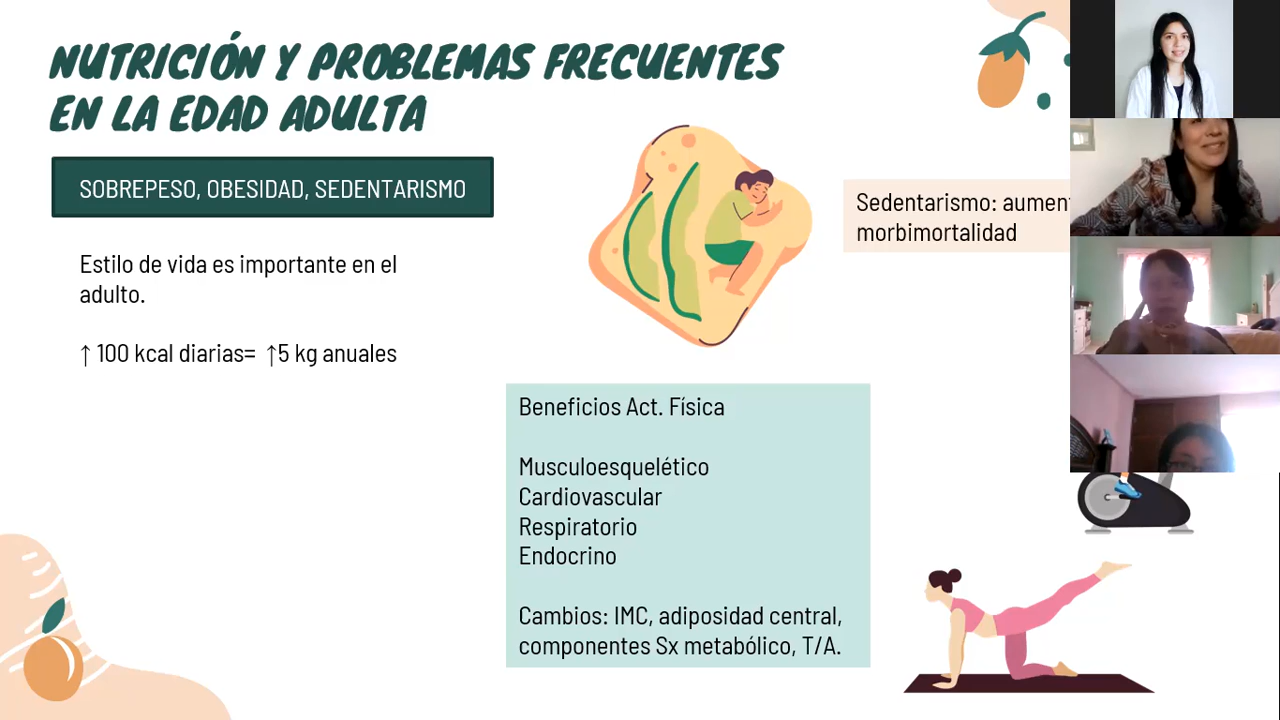 NUTRICIÓN Y PROBLEMAS FRECUENTES
EN LA EDAD ADULTA
SOBREPESO, OBESIDAD, SEDENTARISMO
Estilo de vida es importante en el
adulto.
↑ 100 kcal diarias= ↑5 kg anuales
Sedentarismo:
morbimortalidad
Beneficios Act. Física
Musculoesquelético
Cardiovascular
Respiratorio
Endocrino
Cambios: IMC, adiposidad central,
componentes Sx metabólico, T/A.